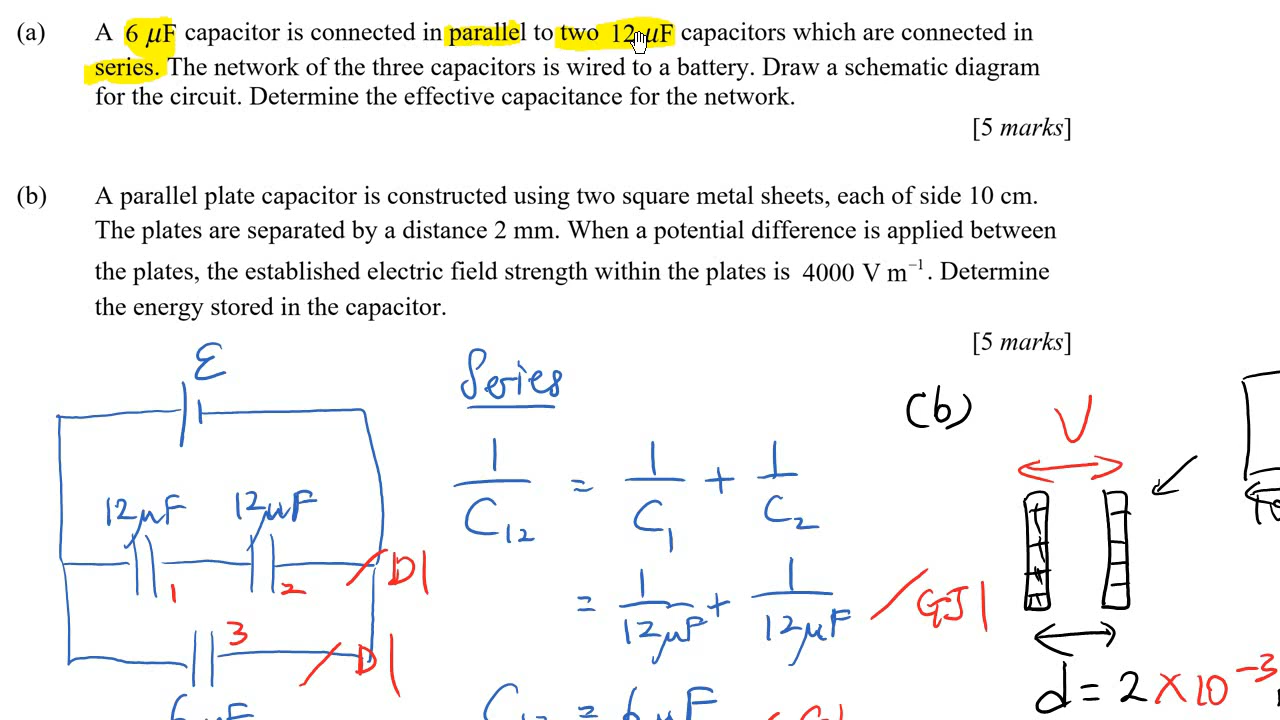 (a) A 6 μF capacitor is connected in parallel to two 12 μF capacitors which are connected in
series. The network of the three capacitors is wired to a battery. Draw a schematic diagram
for the circuit. Determine the effective capacitance for the network.
[5 marks]
(b) A parallel plate capacitor is constructed using two square metal sheets, each of side 10 cm.
The plates are separated by a distance 2 mm. When a potential difference is applied between
the plates, the established electric field strength within the plates is 4000 V m⁻¹. Determine
the energy stored in the capacitor.
[5 marks]
ε
12μF 12μF
1 2 D1
3 D1
6μF
Series
1/C₁₂ = 1/C₁ + 1/C₂
= 1/12μF + 1/12μF / GJ1
C₁₂ = 6μF
(b)
V
d = 2 × 10⁻³